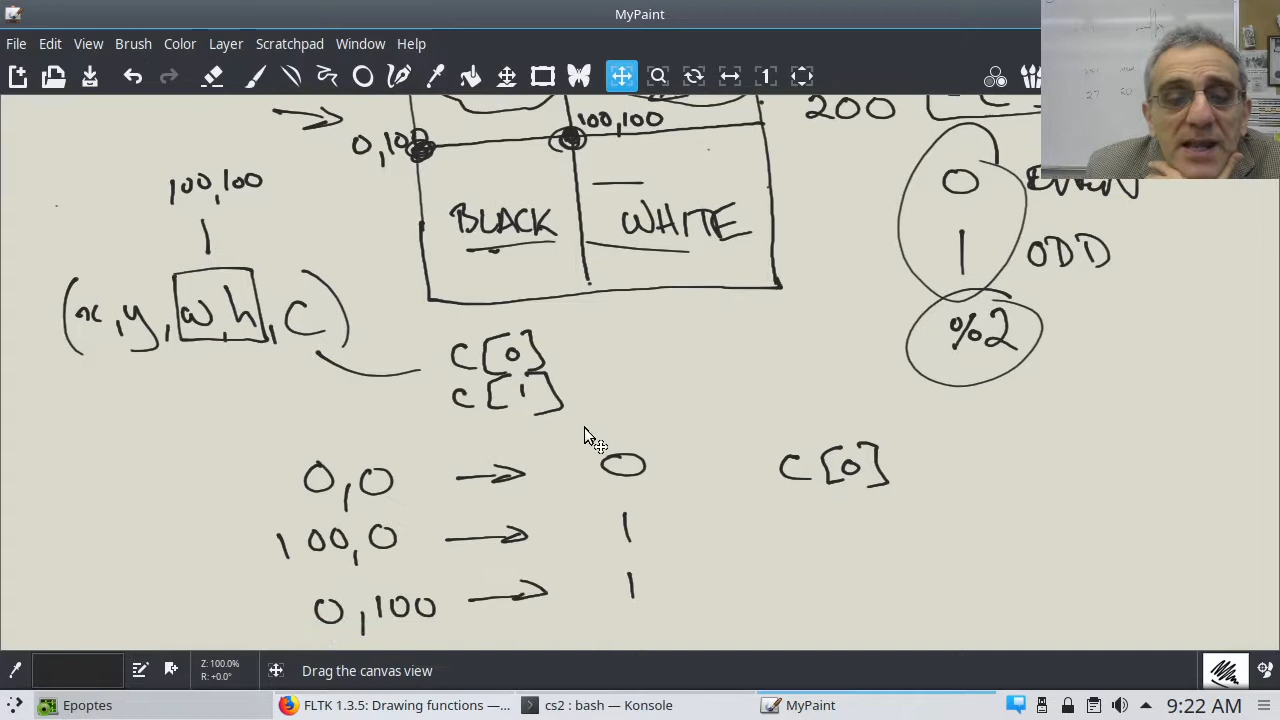 MyPaint
File Edit View Brush Color Layer Scratchpad Window Help
100,100
200
0,100
0 EVEN
100,100
BLACK WHITE
1 ODD
(x,y,w,h,C)
%2
C[0]
C[1]
0,0 → 0 C[0]
100,0 → 1
0,100 → 1
Z: 100.0%
R: +0.0°
Drag the canvas view
Epoptes FLTK 1.3.5: Drawing functions —... cs2 : bash — Konsole MyPaint 9:22 AM